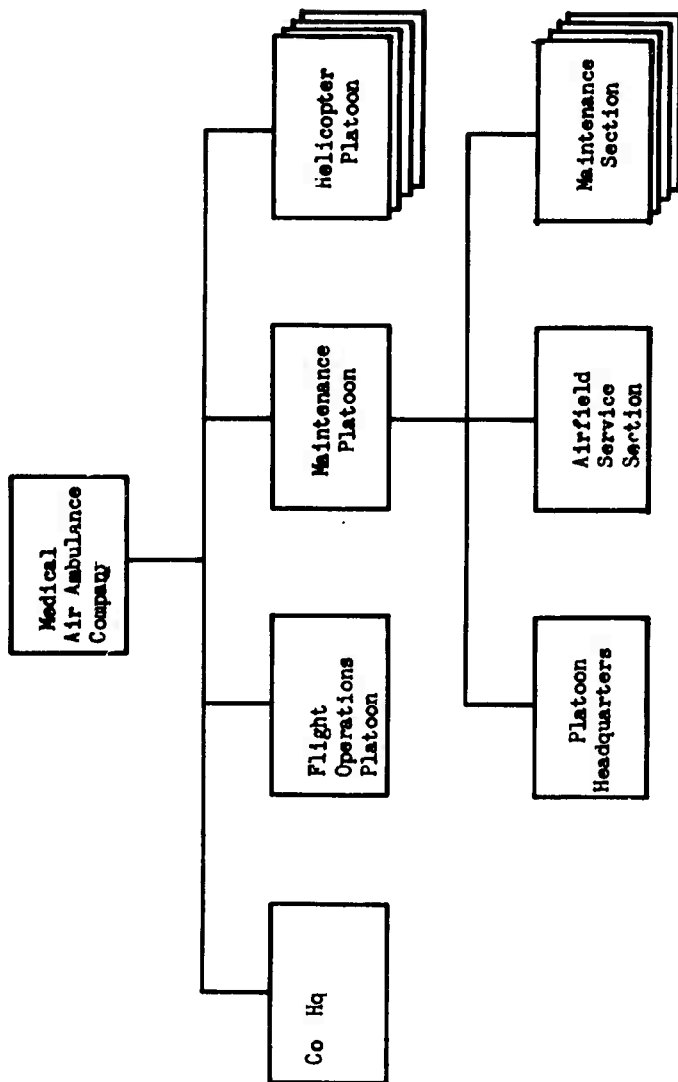 Medical
Air Ambulance
Company
Co Hq
Flight
Operations
Platoon
Maintenance
Platoon
Helicopter
Platoon
Platoon
Headquarters
Airfield
Service
Section
Maintenance
Section